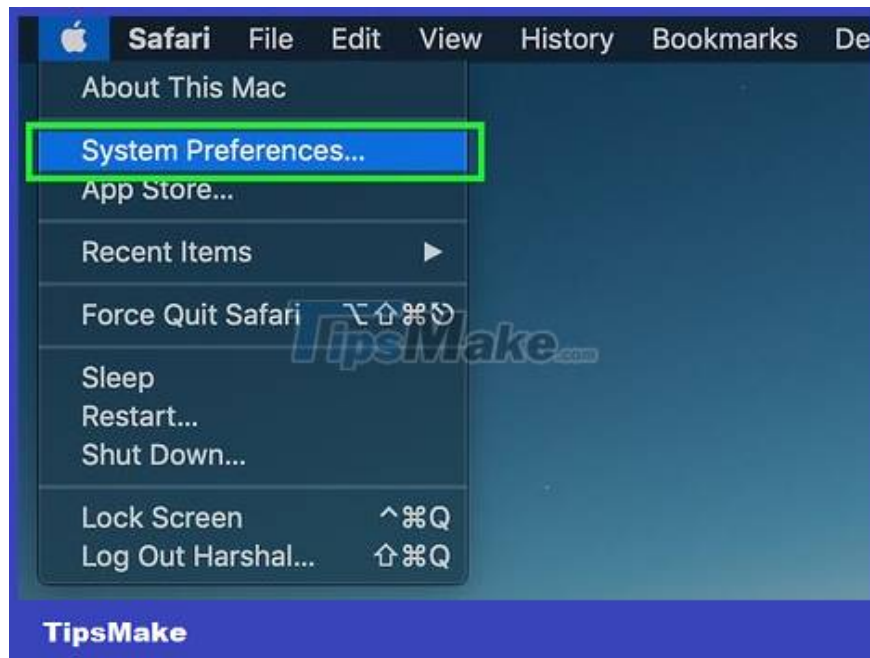 Safari File Edit View History Bookmarks De
About This Mac
System Preferences...
App Store...
Recent Items ▶
Force Quit Safari ⌥⇧⌘⎋
Sleep
Restart...
Shut Down...
Lock Screen ^⌘Q
Log Out Harshal... ⇧⌘Q
TipsMake.com
TipsMake